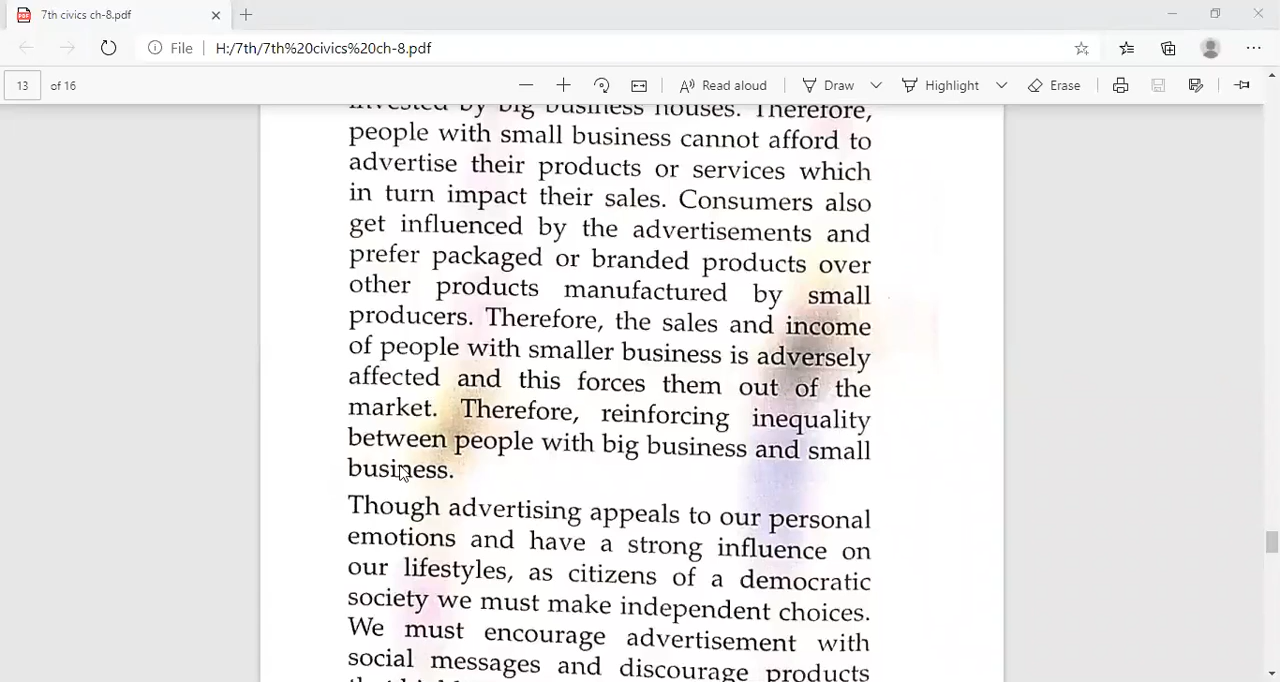 7th civics ch-8.pdf
File
H:/7th/7th%20civics%20ch-8.pdf
13 of 16
Read aloud
Draw
Highlight
Erase
invested by big business houses. Therefore,
people with small business cannot afford to
advertise their products or services which
in turn impact their sales. Consumers also
get influenced by the advertisements and
prefer packaged or branded products over
other products manufactured by small
producers. Therefore, the sales and income
of people with smaller business is adversely
affected and this forces them out of the
market. Therefore, reinforcing inequality
between people with big business and small
business.
Though advertising appeals to our personal
emotions and have a strong influence on
our lifestyles, as citizens of a democratic
society we must make independent choices.
We must encourage advertisement with
social messages and discourage products